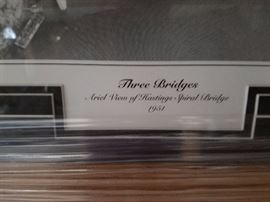 Three Bridges
Ariel View of Hastings Spiral Bridge
1951